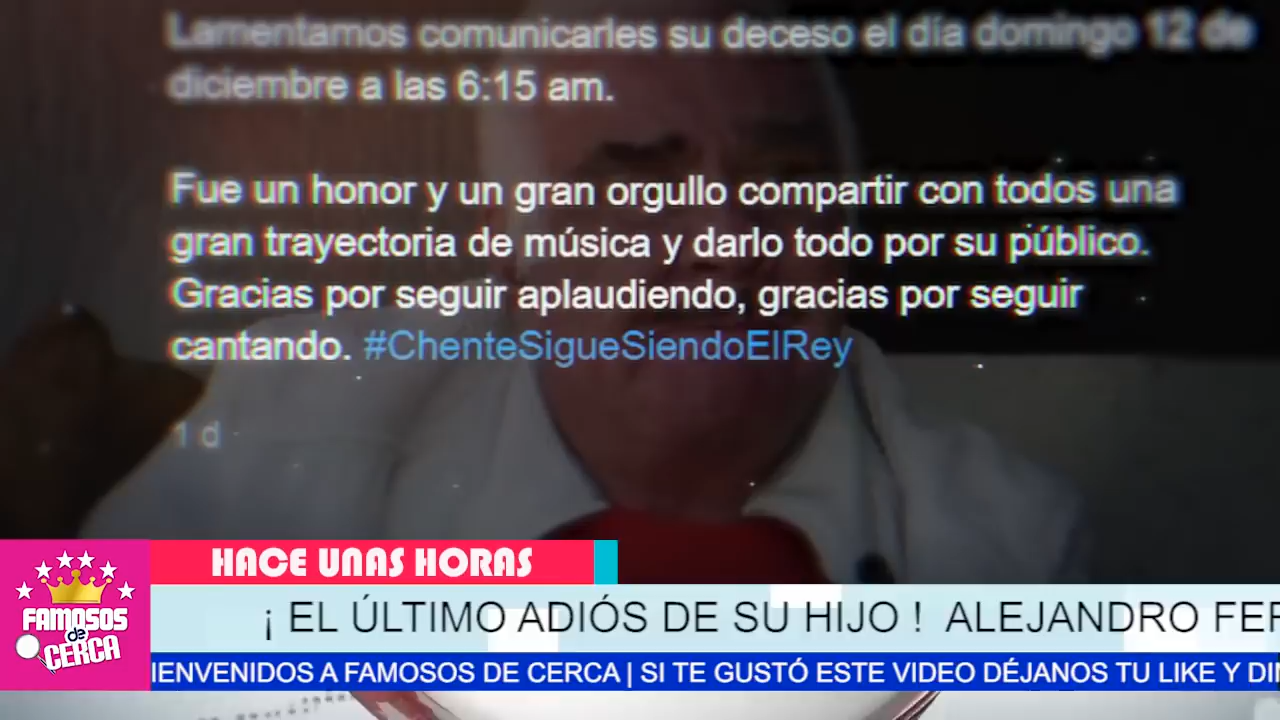 Lamentamos comunicarles su deceso el día domingo 12 de
diciembre a las 6:15 am.
Fue un honor y un gran orgullo compartir con todos una
gran trayectoria de música y darlo todo por su público.
Gracias por seguir aplaudiendo, gracias por seguir
cantando. #ChenteSigueSiendoElRey
1 d
HACE UNAS HORAS
¡ EL ÚLTIMO ADIÓS DE SU HIJO ! ALEJANDRO FER
FAMOSOS
de
CERCA
IENVENIDOS A FAMOSOS DE CERCA | SI TE GUSTÓ ESTE VIDEO DÉJANOS TU LIKE Y DI